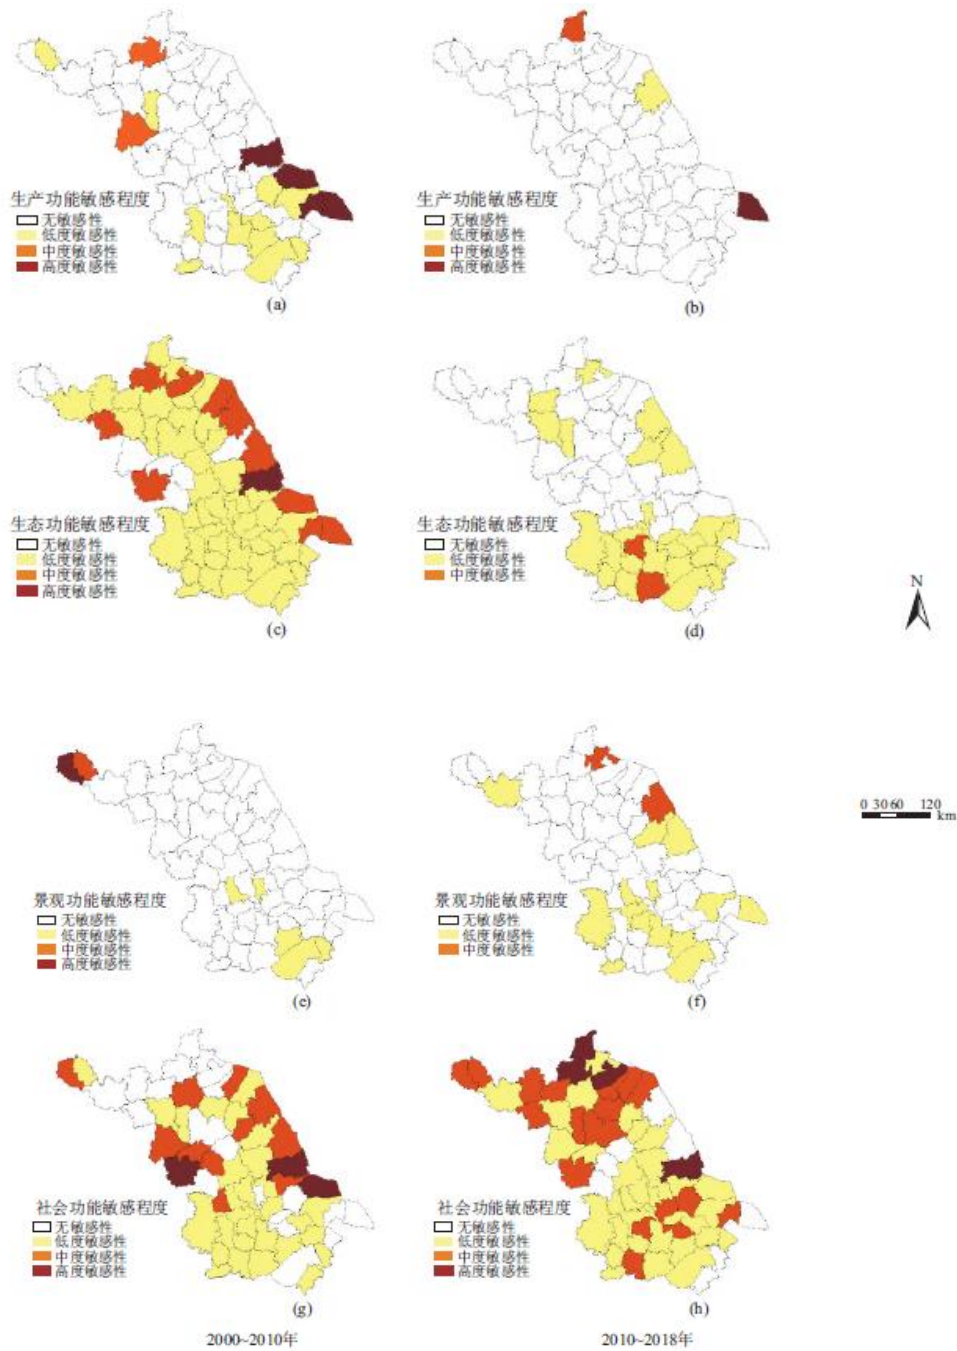 生产功能敏感程度
无敏感性
低度敏感性
中度敏感性
高度敏感性
(a)
生产功能敏感程度
无敏感性
低度敏感性
中度敏感性
高度敏感性
(b)
生态功能敏感程度
无敏感性
低度敏感性
中度敏感性
高度敏感性
(c)
生态功能敏感程度
无敏感性
低度敏感性
中度敏感性
(d)
N
景观功能敏感程度
无敏感性
低度敏感性
中度敏感性
高度敏感性
(e)
景观功能敏感程度
无敏感性
低度敏感性
中度敏感性
(f)
0 30 60 120
km
社会功能敏感程度
无敏感性
低度敏感性
中度敏感性
高度敏感性
(g)
社会功能敏感程度
无敏感性
低度敏感性
中度敏感性
高度敏感性
(h)
2000~2010年
2010~2018年